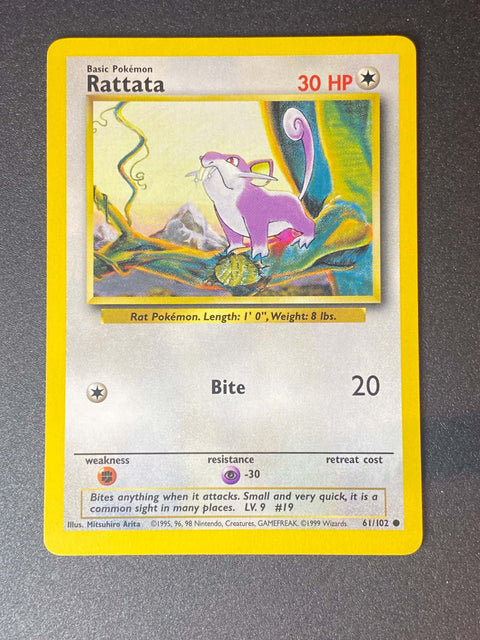 Basic Pokémon
Rattata
30 HP
Rat Pokémon. Length: 1' 0", Weight: 8 lbs.
Bite 20
weakness resistance retreat cost
-30
Bites anything when it attacks. Small and very quick, it is a
common sight in many places. LV. 9 #19
Illus. Mitsuhiro Arita ©1995, 96, 98 Nintendo, Creatures, GAMEFREAK. ©1999 Wizards. 61/102